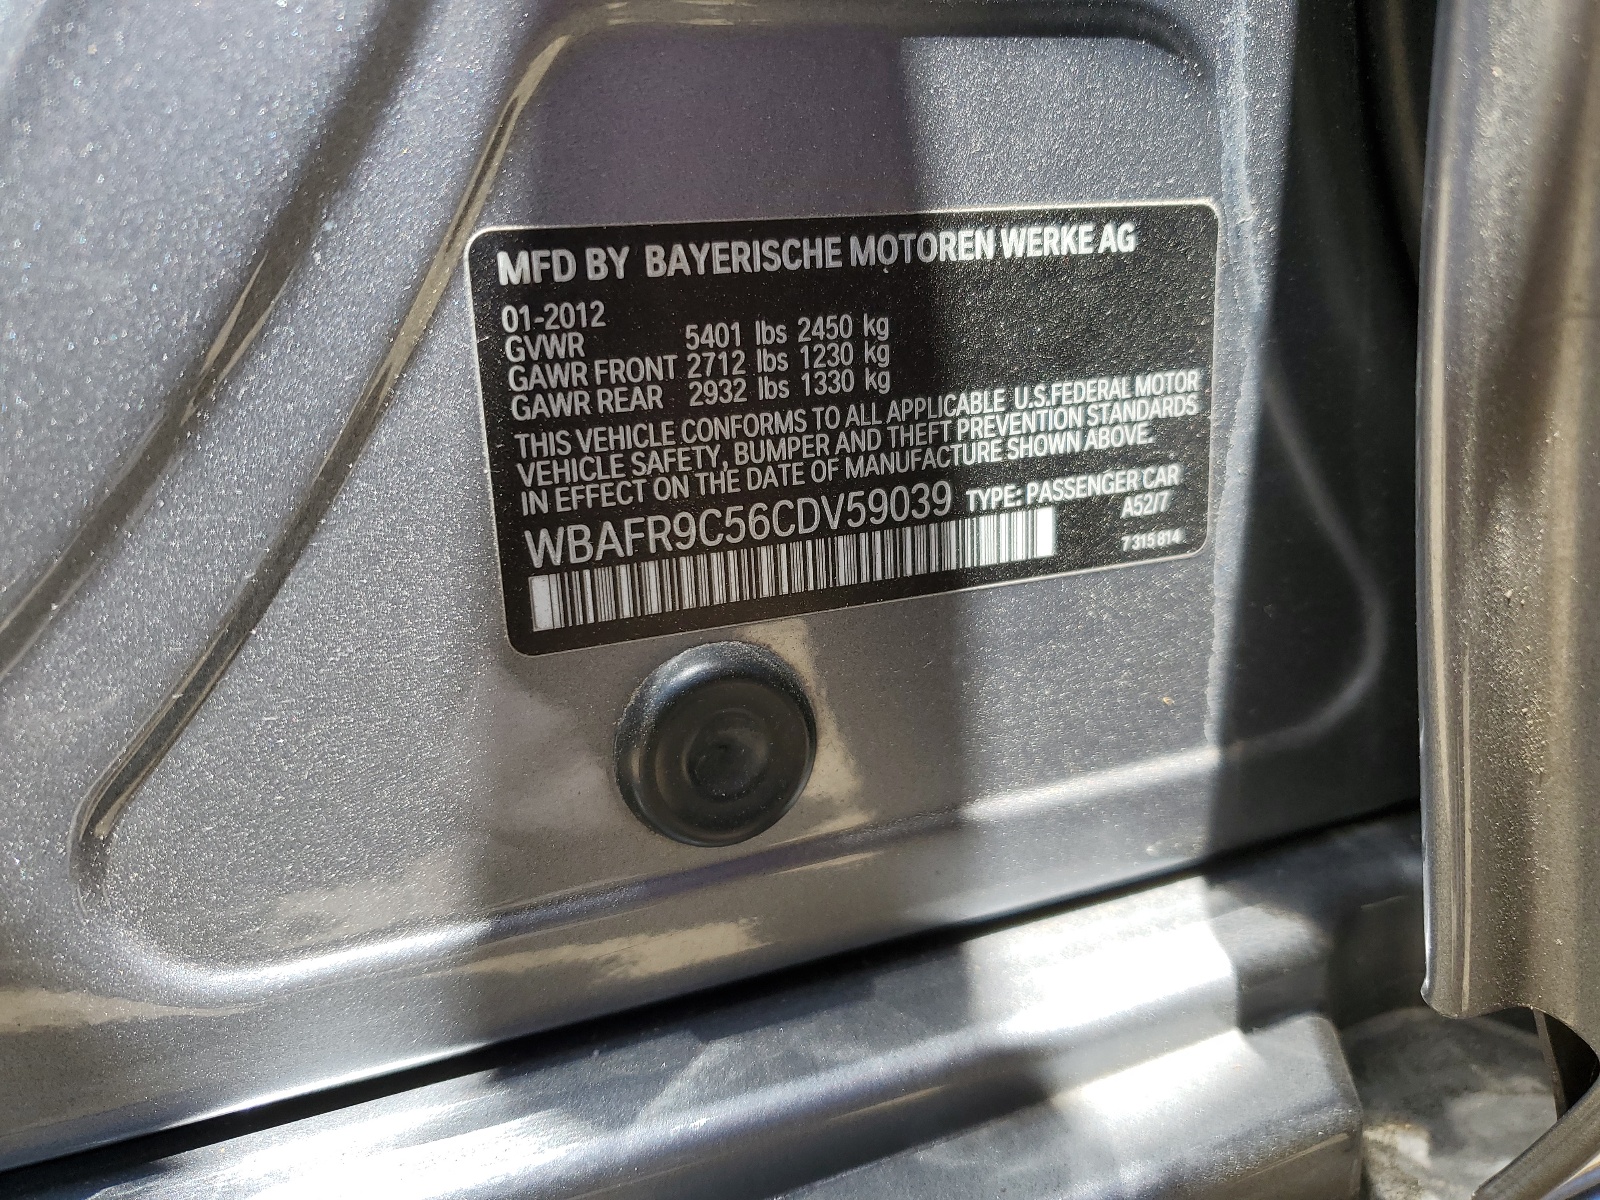 MFD BY BAYERISCHE MOTOREN WERKE AG
01-2012
GVWR 5401 lbs 2450 kg
GAWR FRONT 2712 lbs 1230 kg
GAWR REAR 2932 lbs 1330 kg
THIS VEHICLE CONFORMS TO ALL APPLICABLE U.S.FEDERAL MOTOR
VEHICLE SAFETY, BUMPER AND THEFT PREVENTION STANDARDS
IN EFFECT ON THE DATE OF MANUFACTURE SHOWN ABOVE.
WBAFR9C56CDV59039 TYPE: PASSENGER CAR
A52/7
7 315 814